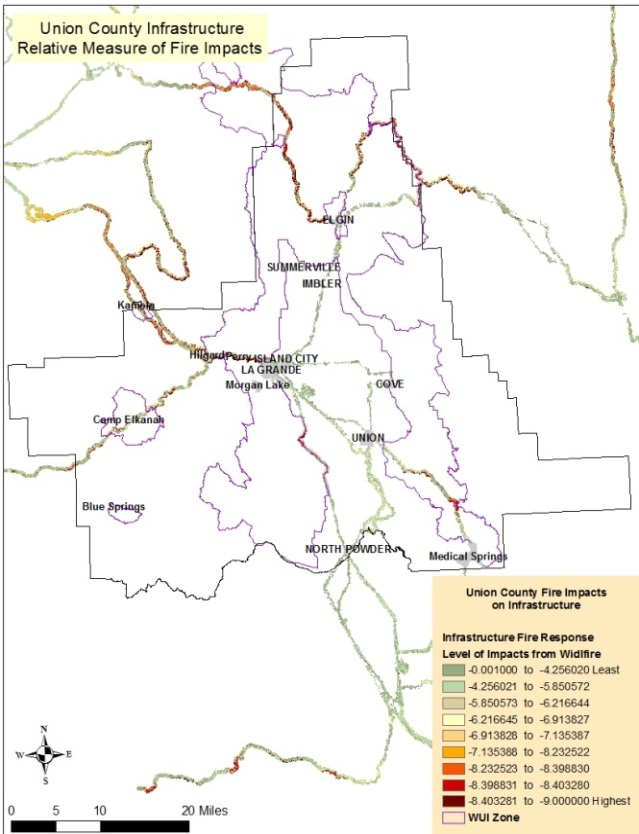 Union County Infrastructure
Relative Measure of Fire Impacts
ELGIN
SUMMERVILLE
IMBLER
Kamela
Hilgard Perry ISLAND CITY
LA GRANDE
Morgan Lake
COVE
Camp Elkanah
UNION
Blue Springs
NORTH POWDER
Medical Springs
Union County Fire Impacts
on Infrastructure
Infrastructure Fire Response
Level of Impacts from Widlfire
-0.001000 to -4.256020 Least
-4.256021 to -5.850572
-5.850573 to -6.216644
-6.216645 to -6.913827
-6.913828 to -7.135387
-7.135388 to -8.232522
-8.232523 to -8.398830
-8.398831 to -8.403280
-8.403281 to -9.000000 Highest
WUI Zone
N
W E
S
0 5 10 20 Miles